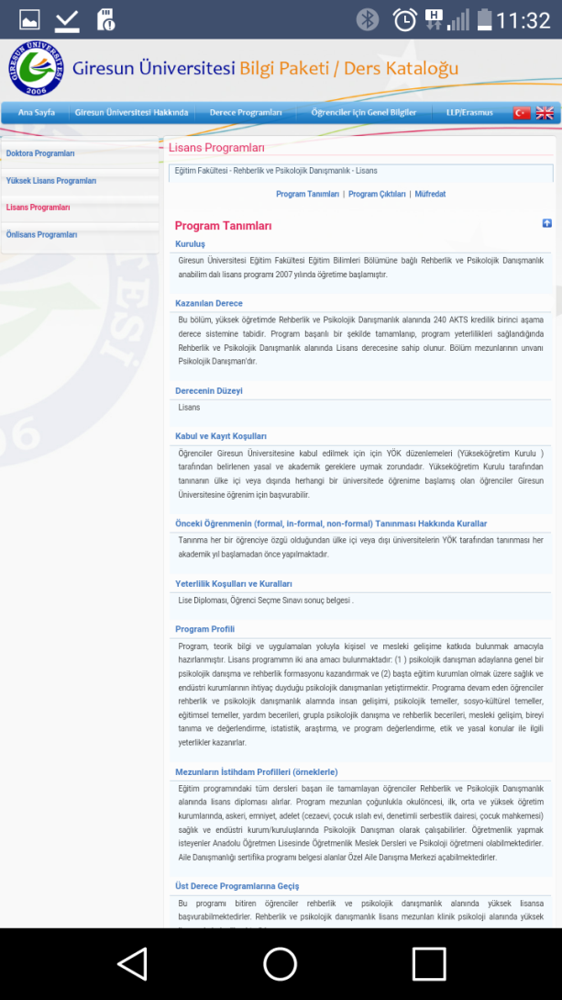 11:32
GİRESUN ÜNİVERSİTESİ
2006
Giresun Üniversitesi Bilgi Paketi / Ders Kataloğu
Ana Sayfa Giresun Üniversitesi Hakkında Derece Programları Öğrenciler için Genel Bilgiler LLP/Erasmus
Doktora Programları
Yüksek Lisans Programları
Lisans Programları
Önlisans Programları
Lisans Programları
Eğitim Fakültesi - Rehberlik ve Psikolojik Danışmanlık - Lisans
Program Tanımları | Program Çıktıları | Müfredat
Program Tanımları
Kuruluş
Giresun Üniversitesi Eğitim Fakültesi Eğitim Bilimleri Bölümüne bağlı Rehberlik ve Psikolojik Danışmanlık
anabilim dalı lisans programı 2007 yılında öğretime başlamıştır.
Kazanılan Derece
Bu bölüm, yüksek öğretimde Rehberlik ve Psikolojik Danışmanlık alanında 240 AKTS kredilik birinci aşama
derece sistemine tabidir. Program başarılı bir şekilde tamamlanıp, program yeterlilikleri sağlandığında
Rehberlik ve Psikolojik Danışmanlık alanında Lisans derecesine sahip olunur. Bölüm mezunlarının unvanı
Psikolojik Danışman'dır.
Derecenin Düzeyi
Lisans
Kabul ve Kayıt Koşulları
Öğrenciler Giresun Üniversitesine kabul edilmek için için YÖK düzenlemeleri (Yükseköğretim Kurulu )
tarafından belirlenen yasal ve akademik gereklere uymak zorundadır. Yükseköğretim Kurulu tarafından
tanınanın ülke içi veya dışında herhangi bir üniversitede öğrenime başlamış olan öğrenciler Giresun
Üniversitesine öğrenim için başvurabilir.
Önceki Öğrenmenin (formal, in-formal, non-formal) Tanınması Hakkında Kurallar
Tanınma her bir öğrenciye özgü olduğundan ülke içi veya dışı üniversitelerin YÖK tarafından tanınması her
akademik yıl başlamadan önce yapılmaktadır.
Yeterlilik Koşulları ve Kuralları
Lise Diploması, Öğrenci Seçme Sınavı sonuç belgesi .
Program Profili
Program, teorik bilgi ve uygulamaları yoluyla kişisel ve mesleki gelişime katkıda bulunmak amacıyla
hazırlanmıştır. Lisans programımn iki ana amacı bulunmaktadır: (1 ) psikolojik danışman adaylarına genel bir
psikolojik danışma ve rehberlik formasyonu kazandırmak ve (2) başta eğitim kurumları olmak üzere sağlık ve
endüstri kurumlarının ihtiyaç duyduğu psikolojik danışmanları yetiştirmektir. Programa devam eden öğrenciler
rehberlik ve psikolojik danışmanlık alamnda insan gelişimi, psikolojik temeller, sosyo-kültürel temeller,
eğitimsel temeller, yardım becerileri, grupla psikolojik danışma ve rehberlik becerileri, mesleki gelişim, bireyi
tanıma ve değerlendirme, istatistik, araştırma, ve program değerlendirme, etik ve yasal konular ile ilgili
yeterlikler kazanırlar.
Mezunların İstihdam Profilleri (örneklerle)
Eğitim programındaki tüm dersleri başarı ile tamamlayan öğrenciler Rehberlik ve Psikolojik Danışmanlık
alanında lisans diploması alırlar. Program mezunları çoğunlukla okulöncesi, ilk, orta ve yüksek öğretim
kurumlarında, askeri, emniyet, adelet (cezaevi, çocuk ıslah evi, denetimli serbestlik dairesi, çocuk mahkemesi)
sağlık ve endüstri kurum/kuruluşlarında Psikolojik Danışman olarak çalışabilirler. Öğretmenlik yapmak
isteyenler Anadolu Öğretmen Lisesinde Öğretmenlik Meslek Dersleri ve Psikoloji öğretmeni olabilmektedirler.
Aile Danışmanlığı sertifika programı belgesi alanlar Özel Aile Danışma Merkezi açabilmektedirler.
Üst Derece Programlarına Geçiş
Bu programı bitiren öğrenciler rehberlik ve psikolojik danışmanlık alanında yüksek lisansa
başvurabilmektedirler. Rehberlik ve psikolojik danışmanlık lisans mezunları klinik psikoloji alanında yüksek